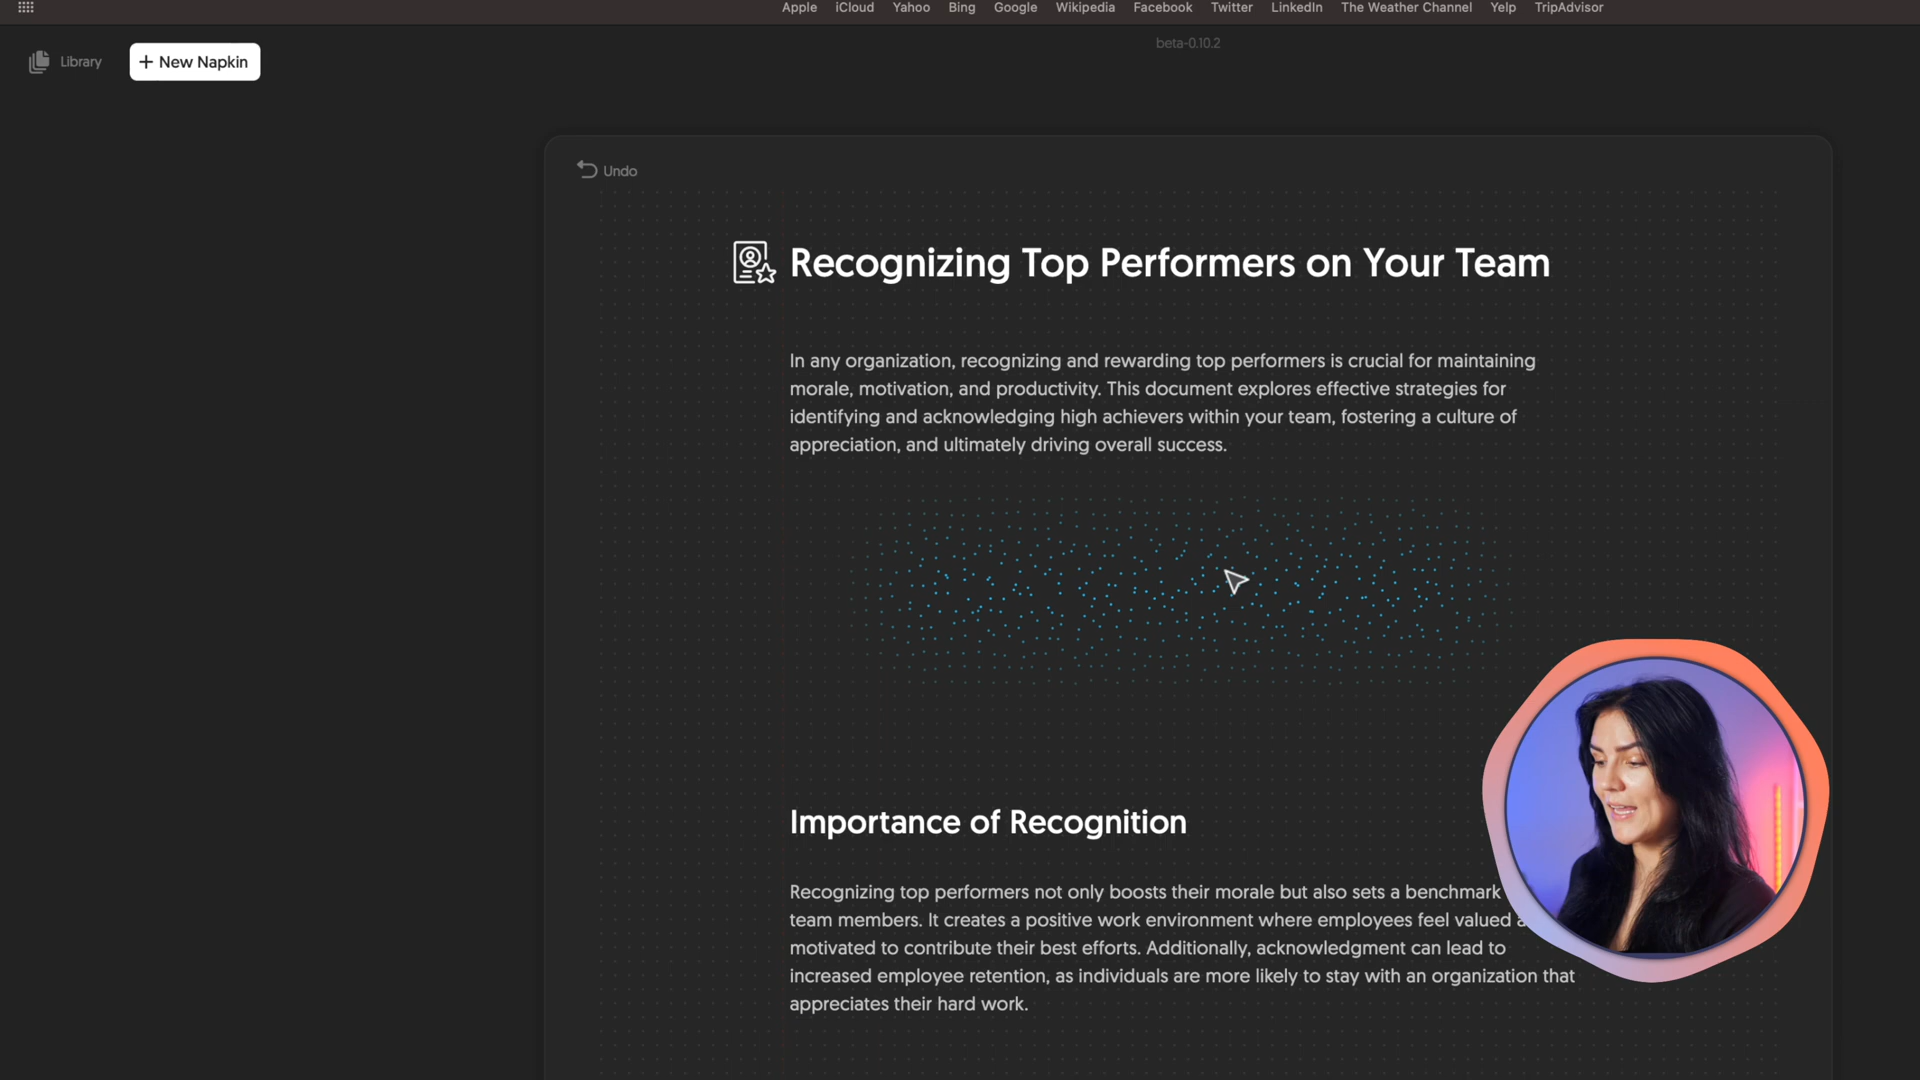 Apple iCloud Yahoo Bing Google Wikipedia Facebook Twitter LinkedIn The Weather Channel Yelp TripAdvisor
beta-0.10.2
Library
+ New Napkin
Undo
Recognizing Top Performers on Your Team
In any organization, recognizing and rewarding top performers is crucial for maintaining
morale, motivation, and productivity. This document explores effective strategies for
identifying and acknowledging high achievers within your team, fostering a culture of
appreciation, and ultimately driving overall success.
Importance of Recognition
Recognizing top performers not only boosts their morale but also sets a benchmark
team members. It creates a positive work environment where employees feel valued
motivated to contribute their best efforts. Additionally, acknowledgment can lead to
increased employee retention, as individuals are more likely to stay with an organization that
appreciates their hard work.